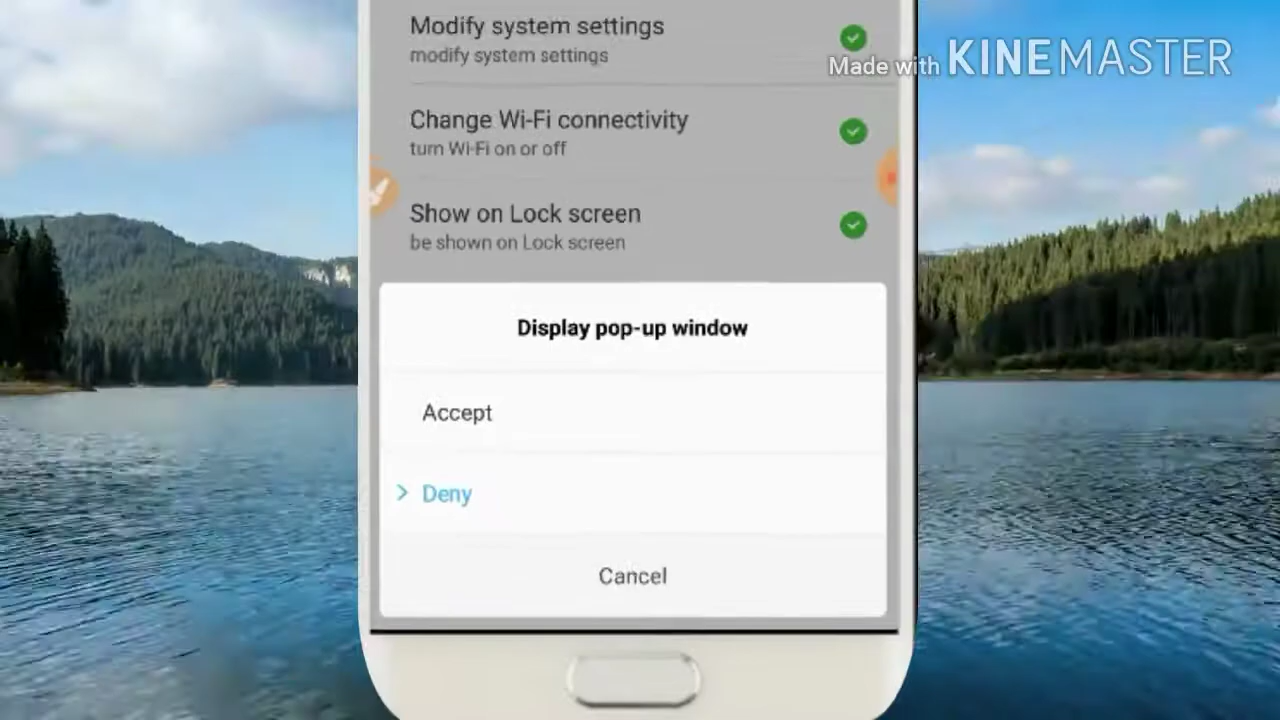 Modify system settings
modify system settings
Made with KINEMASTER
Change Wi-Fi connectivity
turn Wi-Fi on or off
Show on Lock screen
be shown on Lock screen
Display pop-up window
Accept
Deny
Cancel